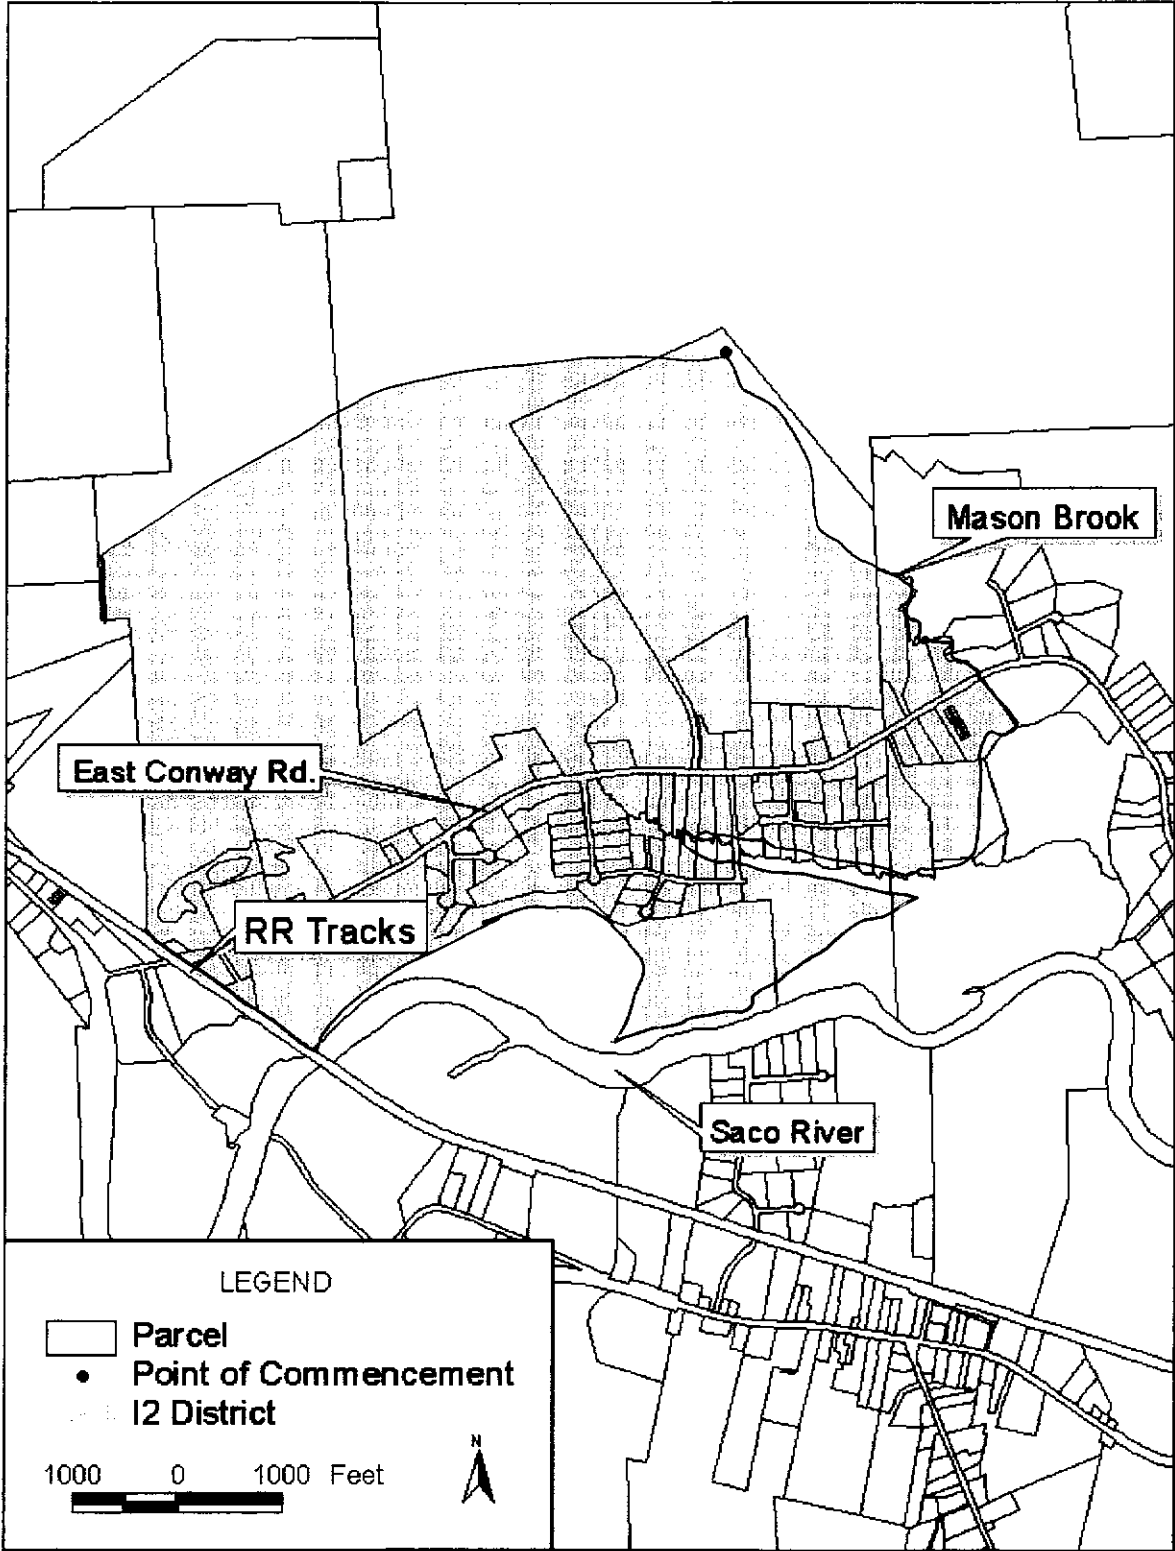 Mason Brook
East Conway Rd.
RR Tracks
Saco River
LEGEND
Parcel
Point of Commencement
I2 District
1000 0 1000 Feet
N